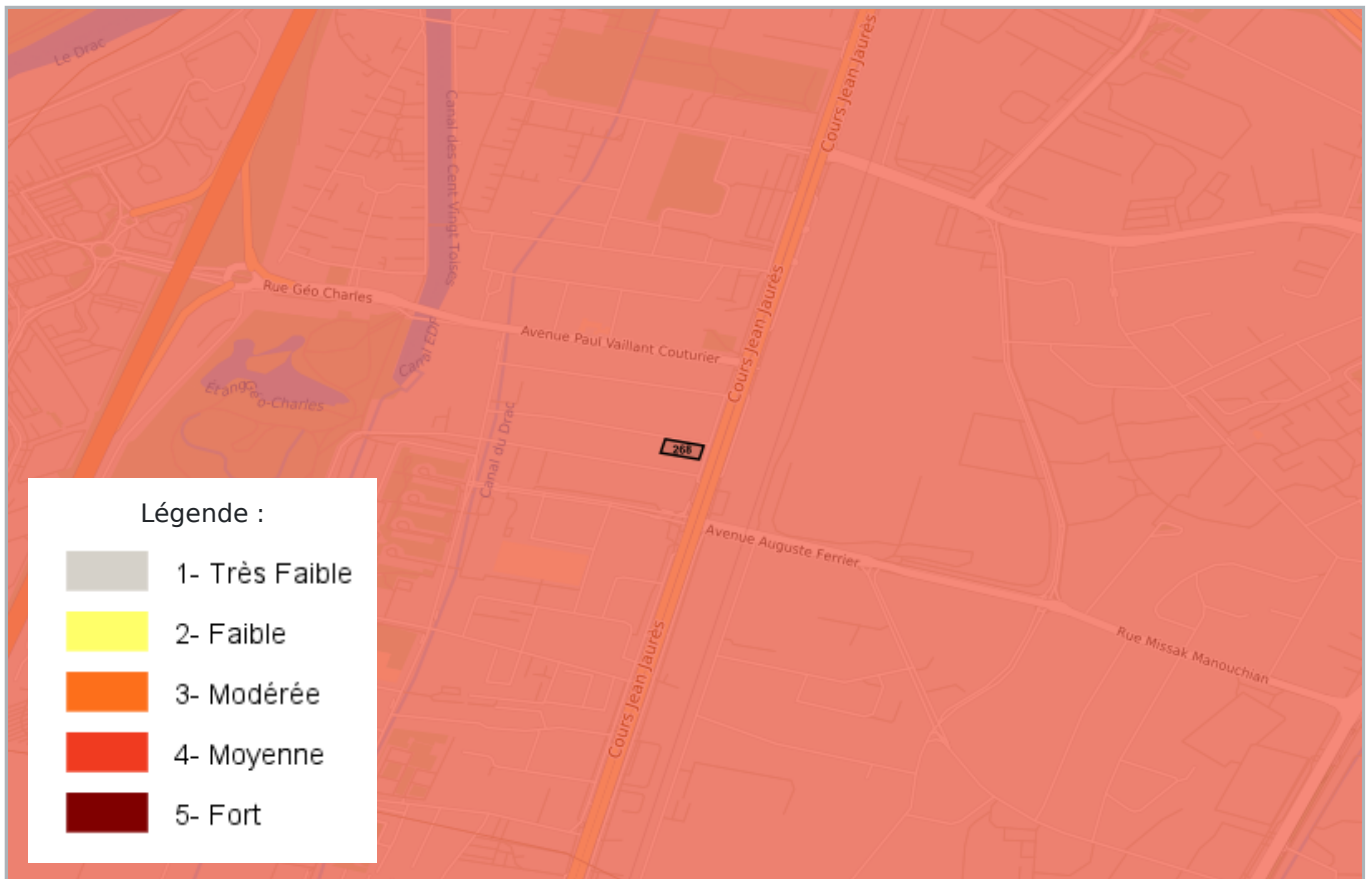 Le Drac
Canal des Cent Vingt Toises
Cours Jean Jaurès
Rue Géo Charles
Canal EDF
Avenue Paul Vaillant Couturier
Cours Jean Jaurès
Etang Géo-Charles
Canal du Drac
Avenue Auguste Ferrier
Rue Missak Manouchian
Cours Jean Jaurès
Légende :
1- Très Faible
2- Faible
3- Modérée
4- Moyenne
5- Fort